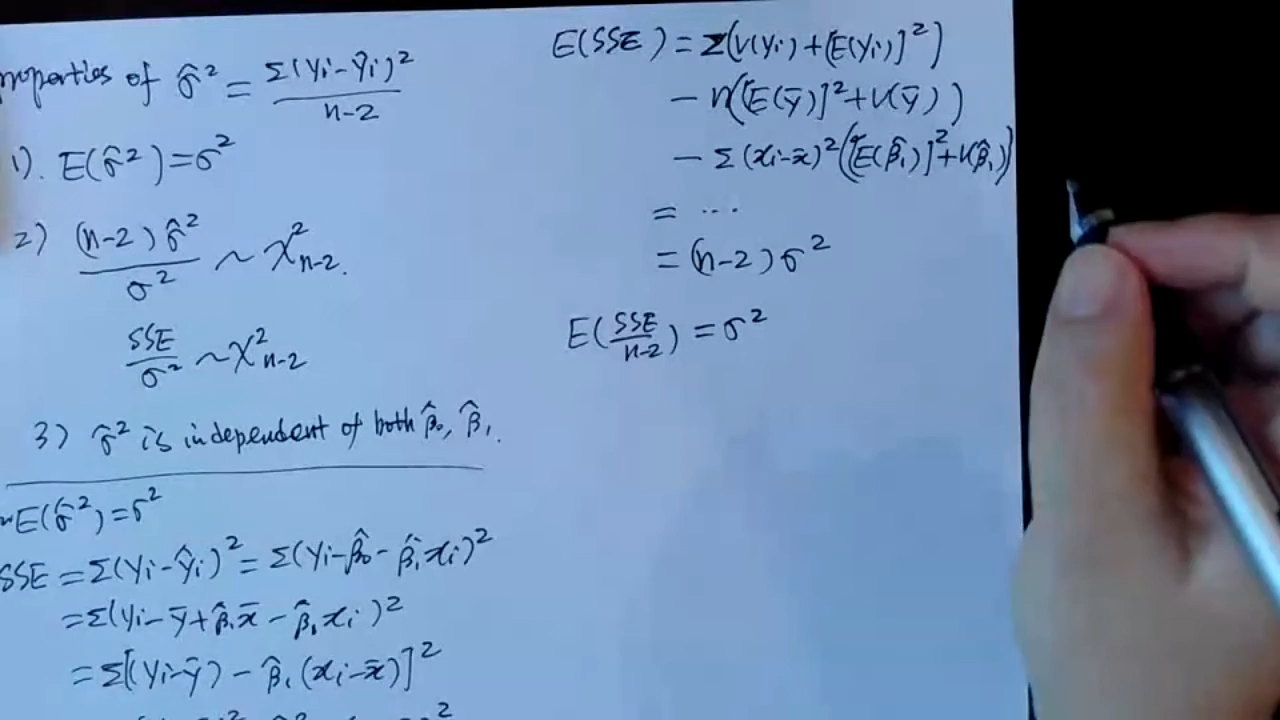 roperties of σ̂² = Σ(yi-ŷi)² / n-2
1). E(σ̂²)=σ²
2) (n-2)σ̂² / σ² ~ χ²n-2.
SSE / σ² ~ χ²n-2
3) σ̂² is independent of both β̂₀, β̂₁.
E(σ̂²)=σ²
SSE = Σ(yi-ŷi)² = Σ(yi-β̂₀-β̂₁xi)²
= Σ(yi-ȳ+β̂₁x̄-β̂₁xi)²
= Σ[(yi-ȳ)-β̂₁(xi-x̄)]²
E(SSE) = Σ(V(yi)+[E(yi)]²)
- n([E(ȳ)]²+V(ȳ))
- Σ(xi-x̄)²([E(β̂₁)]²+V(β̂₁))
= ...
= (n-2)σ²
E(SSE / n-2) = σ²